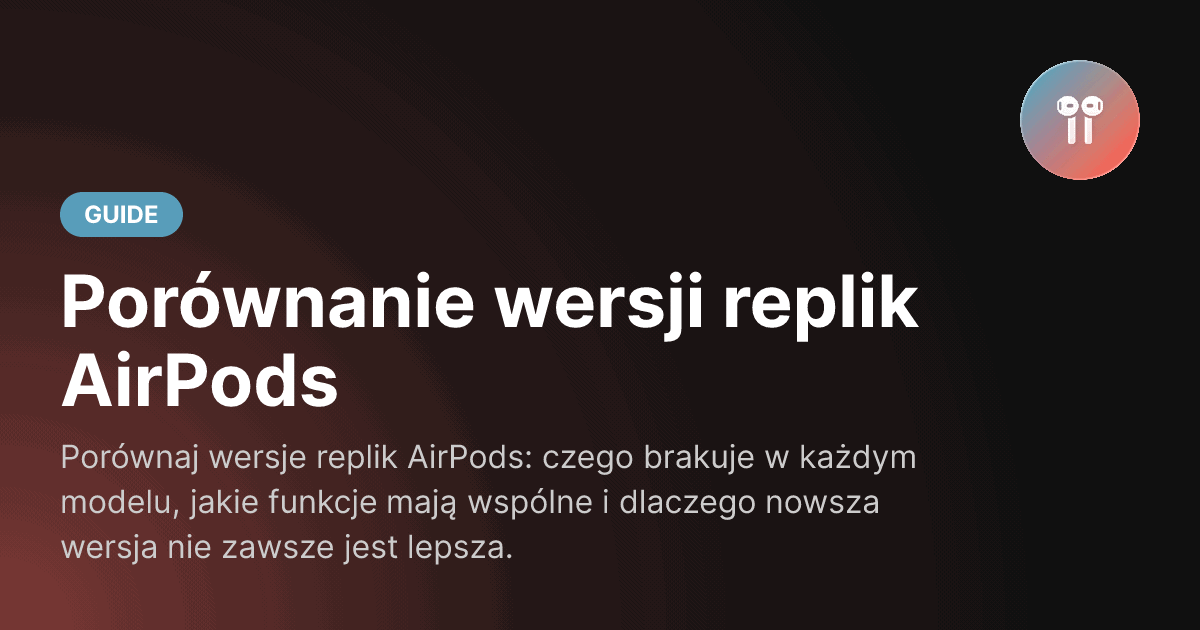 GUIDE
Porównanie wersji replik
AirPods
Porównaj wersje replik AirPods: czego brakuje w każdym
modelu, jakie funkcje mają wspólne i dlaczego nowsza
wersja nie zawsze jest lepsza.